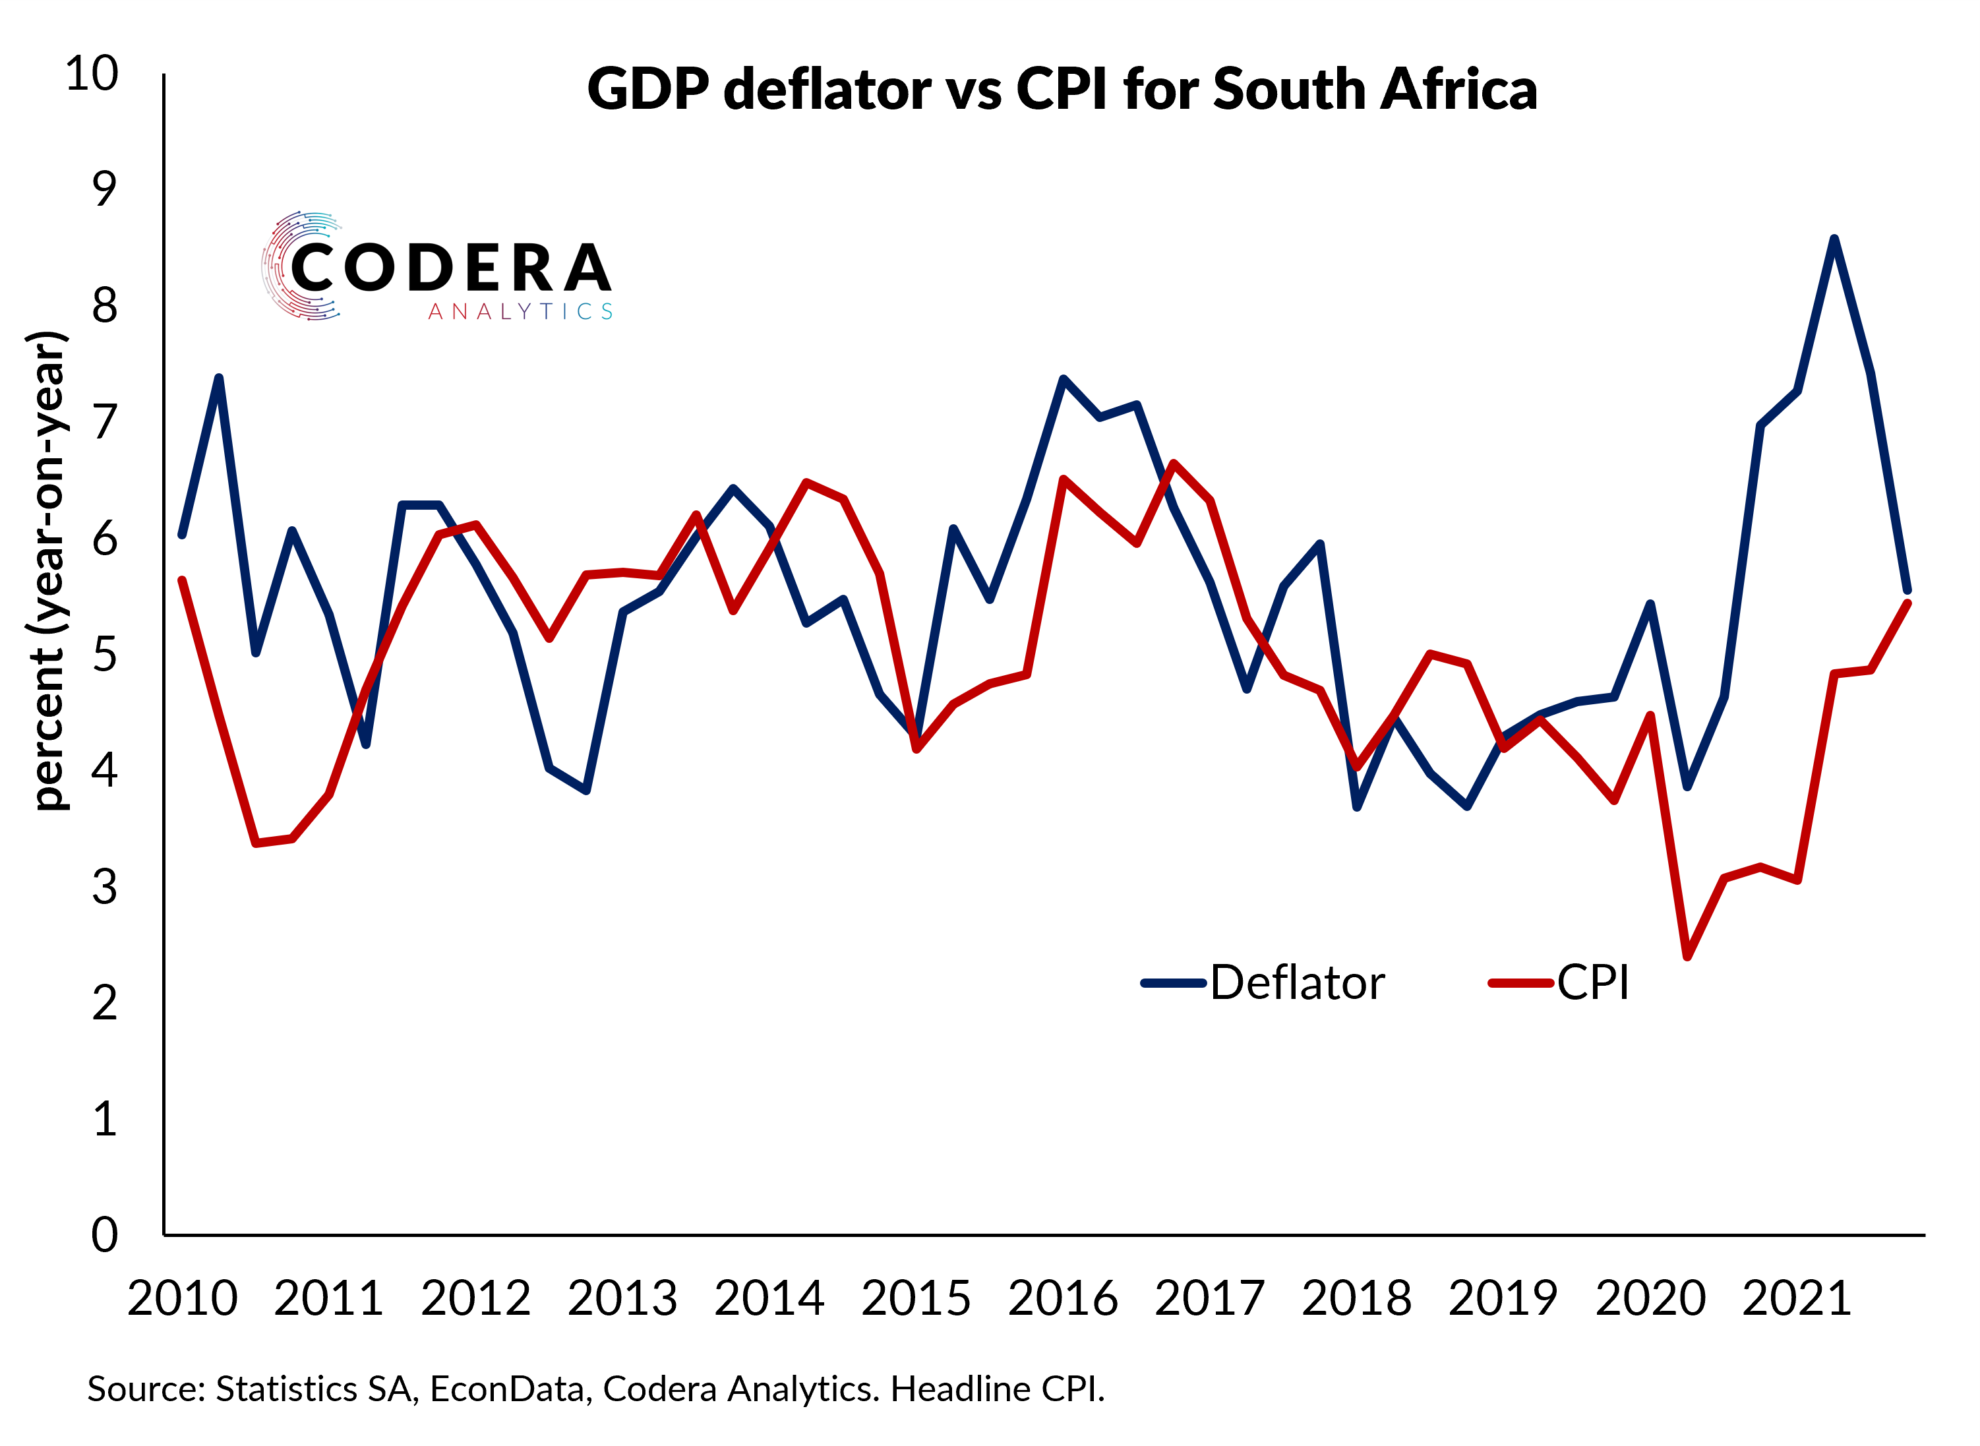 GDP deflator vs CPI for South Africa
CODERA
ANALYTICS
percent (year-on-year)
10
9
8
7
6
5
4
3
2
1
0
Deflator CPI
2010 2011 2012 2013 2014 2015 2016 2017 2018 2019 2020 2021
Source: Statistics SA, EconData, Codera Analytics. Headline CPI.